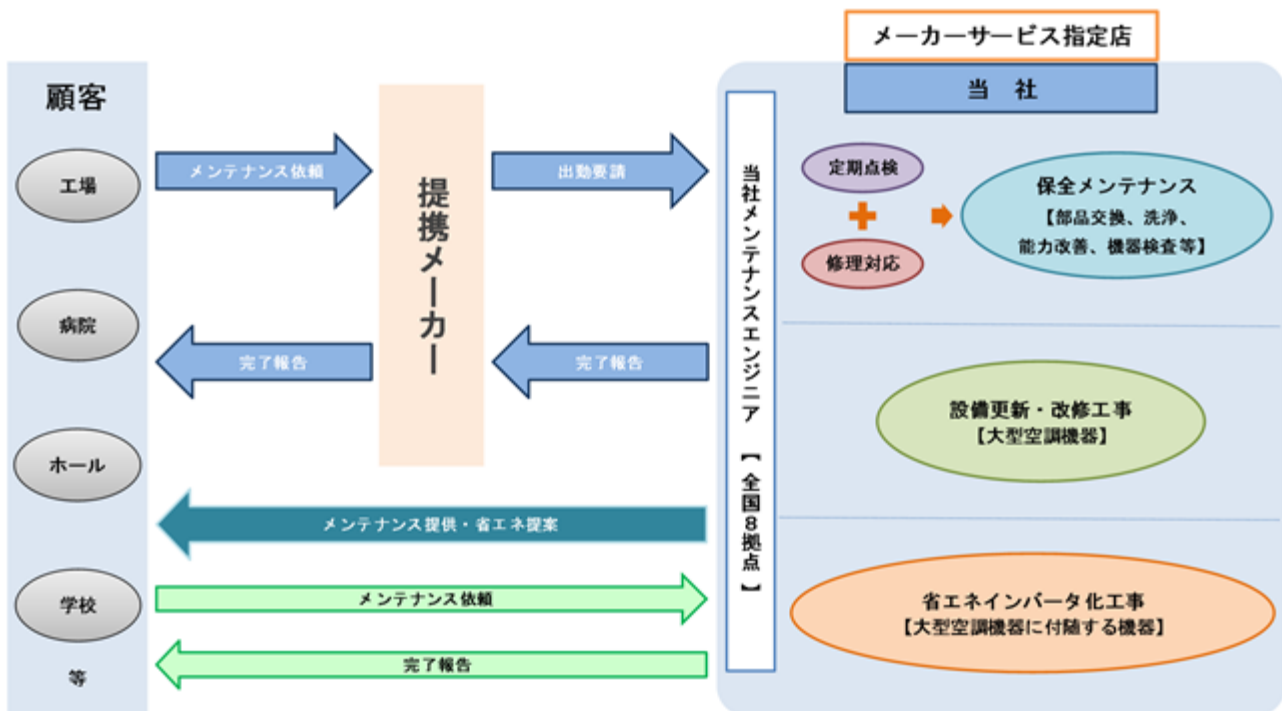 メーカーサービス指定店
当 社
顧客
工場
病院
ホール
学校
等
メンテナンス依頼
提携メーカー
出動要請
完了報告
完了報告
メンテナンス提供・省エネ提案
メンテナンス依頼
完了報告
当社メンテナンスエンジニア 【全国8拠点】
定期点検
修理対応
保全メンテナンス
【部品交換、洗浄、
能力改善、機器検査等】
設備更新・改修工事
【大型空調機器】
省エネインバータ化工事
【大型空調機器に付随する機器】